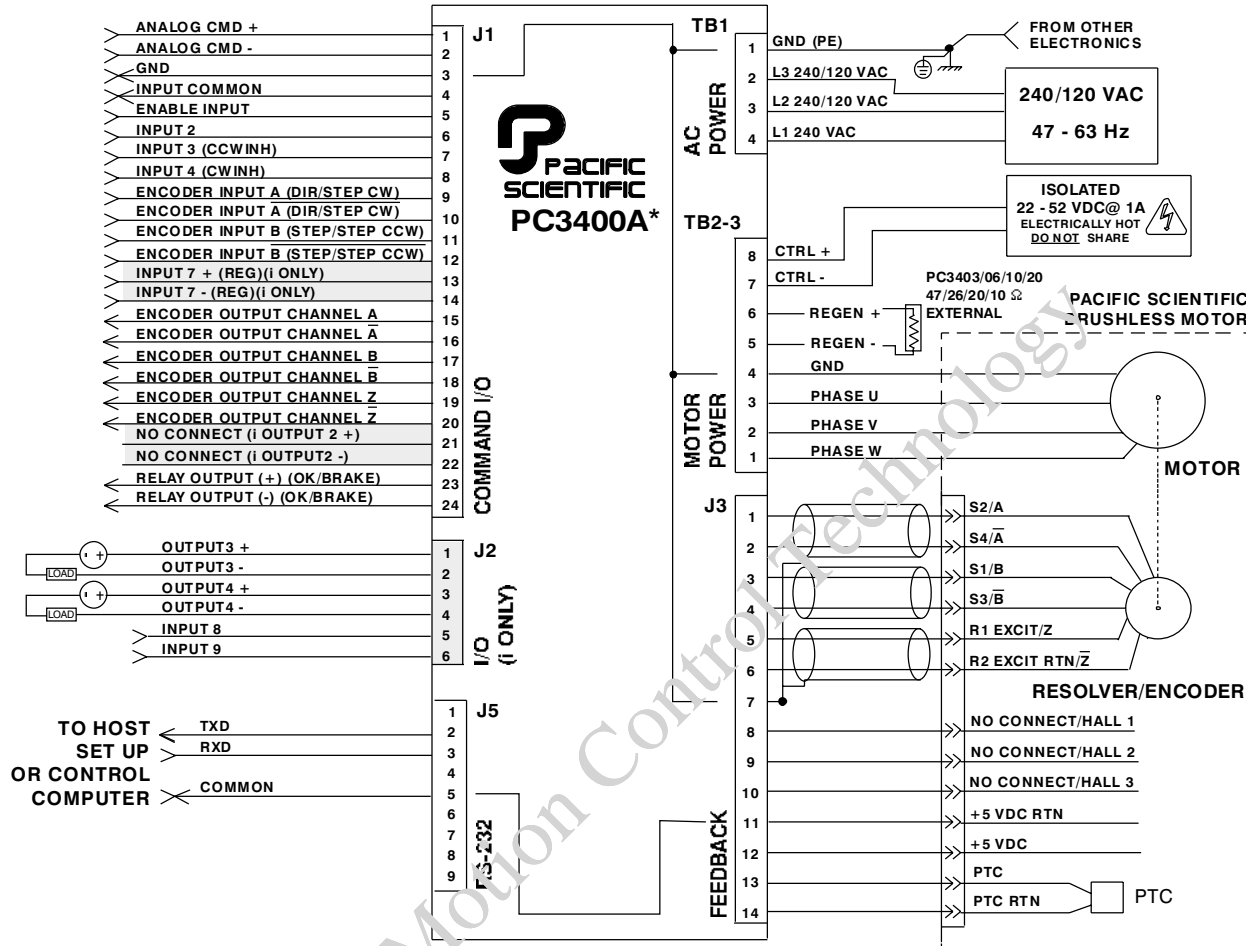 ANALOG CMD + 1 J1
ANALOG CMD - 2
GND 3
INPUT COMMON 4
ENABLE INPUT 5
INPUT 2 6
INPUT 3 (CCWINH) 7
INPUT 4 (CWINH) 8
ENCODER INPUT A (DIR/STEP CW) 9
ENCODER INPUT A̅ (D̅I̅R̅/̅S̅T̅E̅P̅ ̅C̅W̅) 10
ENCODER INPUT B (STEP/STEP CCW) 11
ENCODER INPUT B̅ (S̅T̅E̅P̅/̅S̅T̅E̅P̅ ̅C̅C̅W̅) 12
INPUT 7 + (REG)(i ONLY) 13
INPUT 7 - (REG)(i ONLY) 14
ENCODER OUTPUT CHANNEL A 15
ENCODER OUTPUT CHANNEL A̅ 16
ENCODER OUTPUT CHANNEL B 17
ENCODER OUTPUT CHANNEL B̅ 18
ENCODER OUTPUT CHANNEL Z 19
ENCODER OUTPUT CHANNEL Z̅ 20
NO CONNECT (i OUTPUT 2 +) 21
NO CONNECT (i OUTPUT2 -) 22
RELAY OUTPUT (+) (OK/BRAKE) 23
RELAY OUTPUT (-) (OK/BRAKE) 24
COMMAND I/O
PACIFIC
SCIENTIFIC
PC3400A*
- + OUTPUT3 + 1 J2
LOAD OUTPUT3 - 2
- + OUTPUT4 + 3
LOAD OUTPUT4 - 4
INPUT 8 5
INPUT 9 6
I/O
(i ONLY)
1 J5
TXD 2
RXD 3
4
COMMON 5
6
7
8
9
RS-232
TO HOST
SET UP
OR CONTROL
COMPUTER
TB1
1 GND (PE)
2 L3 240/120 VAC
3 L2 240/120 VAC
4 L1 240 VAC
AC
POWER
FROM OTHER
ELECTRONICS
240/120 VAC
47 - 63 Hz
TB2-3
8 CTRL +
7 CTRL -
6 REGEN +
5 REGEN -
4 GND
3 PHASE U
2 PHASE V
1 PHASE W
MOTOR
POWER
ISOLATED
22 - 52 VDC@ 1A
ELECTRICALLY HOT
DO NOT SHARE
PC3403/06/10/20
47/26/20/10 Ω
EXTERNAL
PACIFIC SCIENTIFIC
BRUSHLESS MOTOR
MOTOR
J3
1 S2/A
2 S4/A̅
3 S1/B
4 S3/B̅
5 R1 EXCIT/Z
6 R2 EXCIT RTN/Z̅
7
RESOLVER/ENCODER
8 NO CONNECT/HALL 1
9 NO CONNECT/HALL 2
10 NO CONNECT/HALL 3
11 +5 VDC RTN
12 +5 VDC
13 PTC
14 PTC RTN
PTC
FEEDBACK
Motion Control Technology